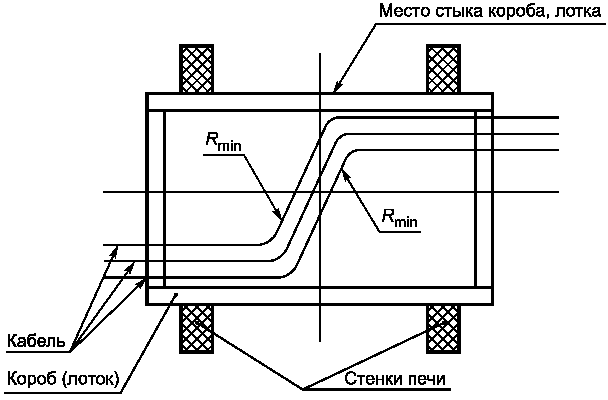 Место стыка короба, лотка
Rmin
Rmin
Кабель
Короб (лоток)
Стенки печи